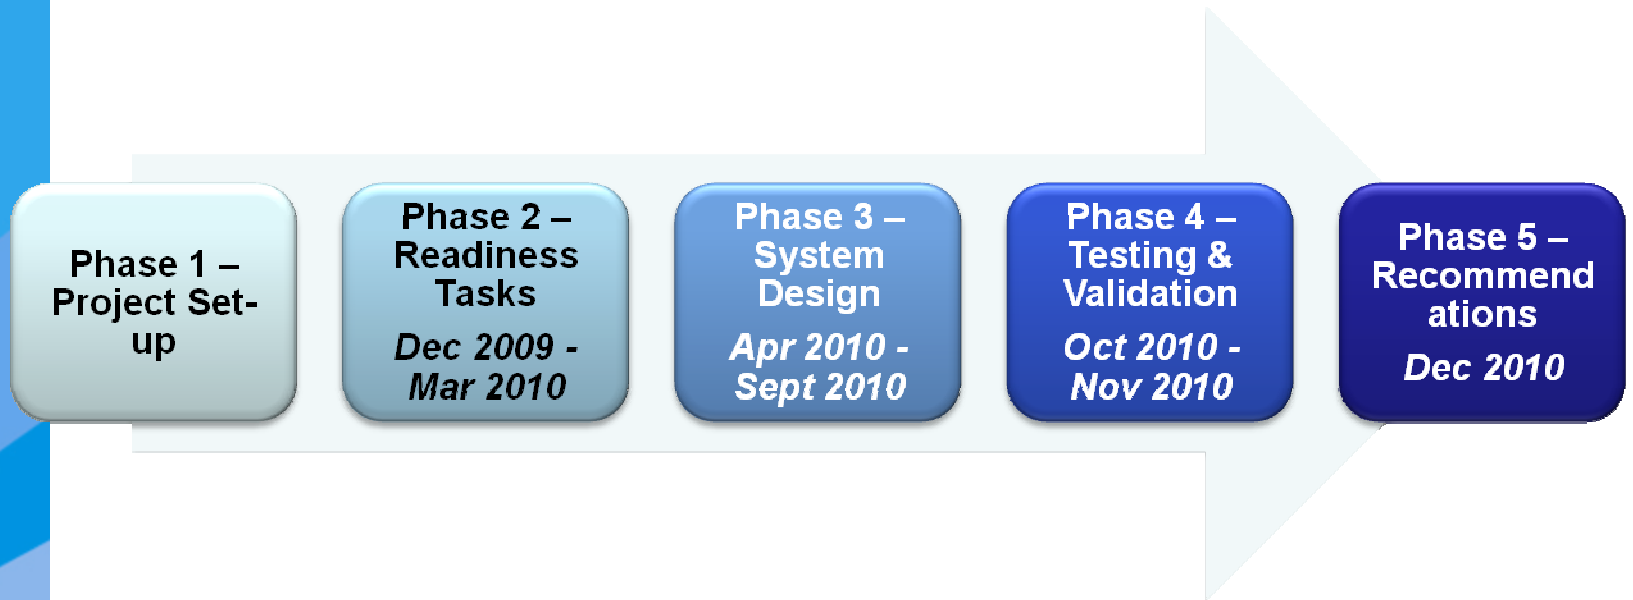 Phase 1 –
Project Set-
up
Phase 2 –
Readiness
Tasks
Dec 2009 -
Mar 2010
Phase 3 –
System
Design
Apr 2010 -
Sept 2010
Phase 4 –
Testing &
Validation
Oct 2010 -
Nov 2010
Phase 5 –
Recommend
ations
Dec 2010